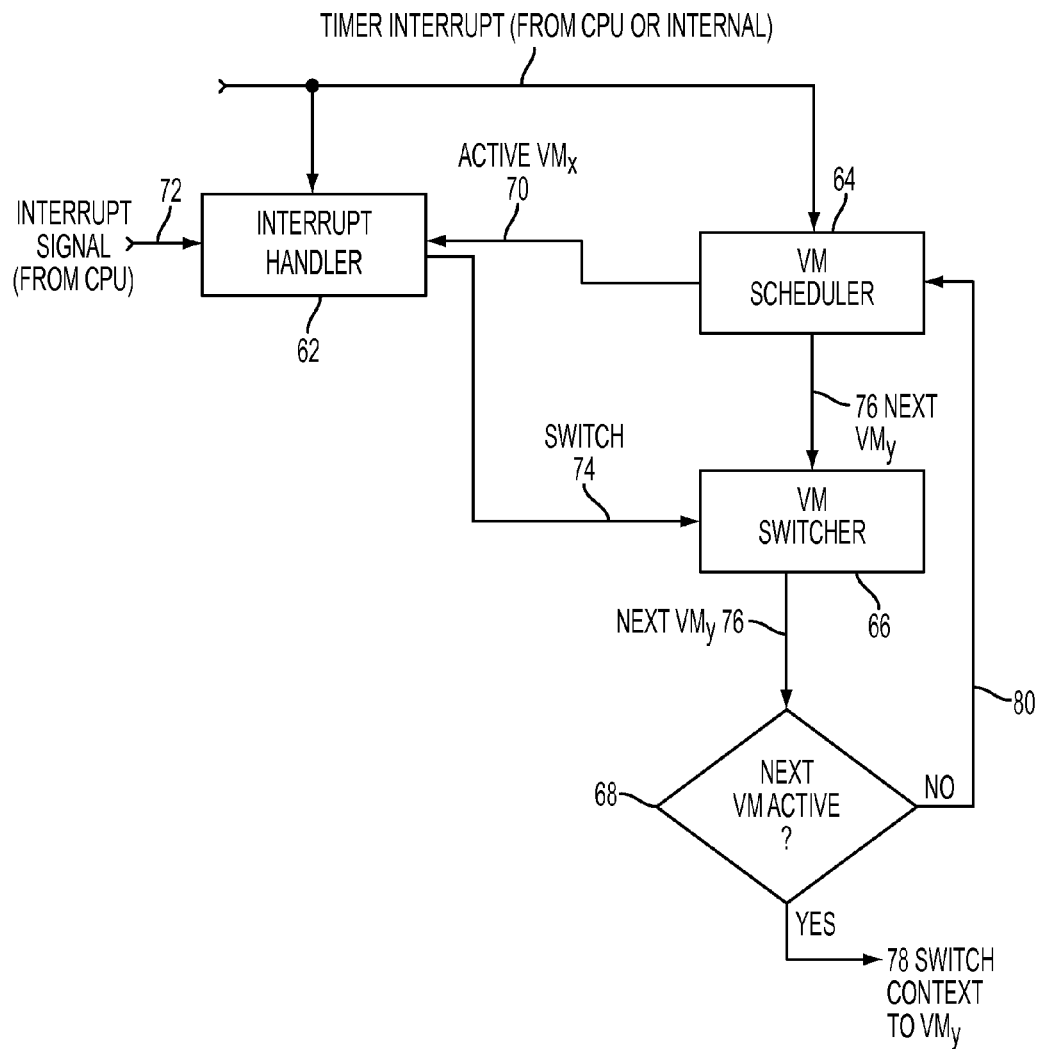 TIMER INTERRUPT (FROM CPU OR INTERNAL)
ACTIVE VMx
70
64
72
INTERRUPT
SIGNAL
(FROM CPU)
INTERRUPT
HANDLER
62
VM
SCHEDULER
76 NEXT
VMy
SWITCH
74
VM
SWITCHER
66
NEXT VMy 76
80
68
NEXT
VM ACTIVE
?
NO
YES
78 SWITCH
CONTEXT
TO VMy